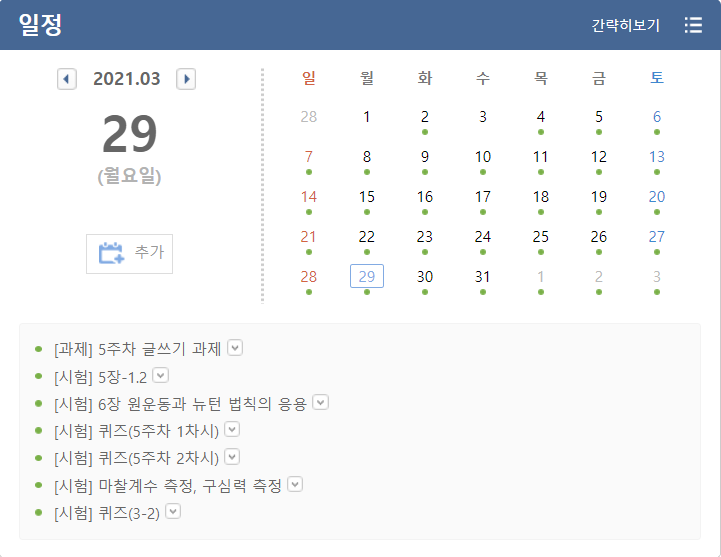 일정 간략히보기
2021.03
29
(월요일)
추가
일 월 화 수 목 금 토
28 1 2 3 4 5 6
7 8 9 10 11 12 13
14 15 16 17 18 19 20
21 22 23 24 25 26 27
28 29 30 31 1 2 3
[과제] 5주차 글쓰기 과제
[시험] 5장-1.2
[시험] 6장 원운동과 뉴턴 법칙의 응용
[시험] 퀴즈(5주차 1차시)
[시험] 퀴즈(5주차 2차시)
[시험] 마찰계수 측정, 구심력 측정
[시험] 퀴즈(3-2)